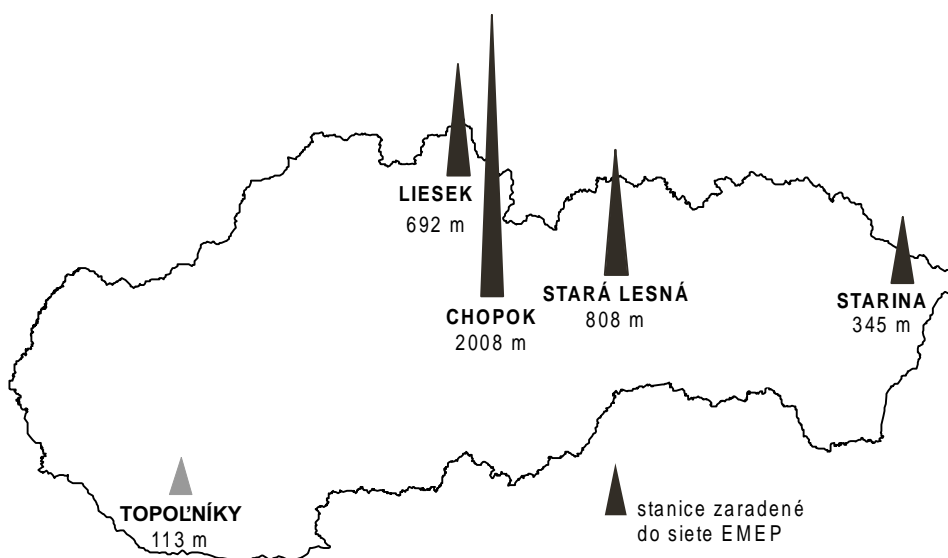 LIESEK
692 m
CHOPOK
2008 m
STARÁ LESNÁ
808 m
STARINA
345 m
TOPOĽNÍKY
113 m
stanice zaradené
do siete EMEP